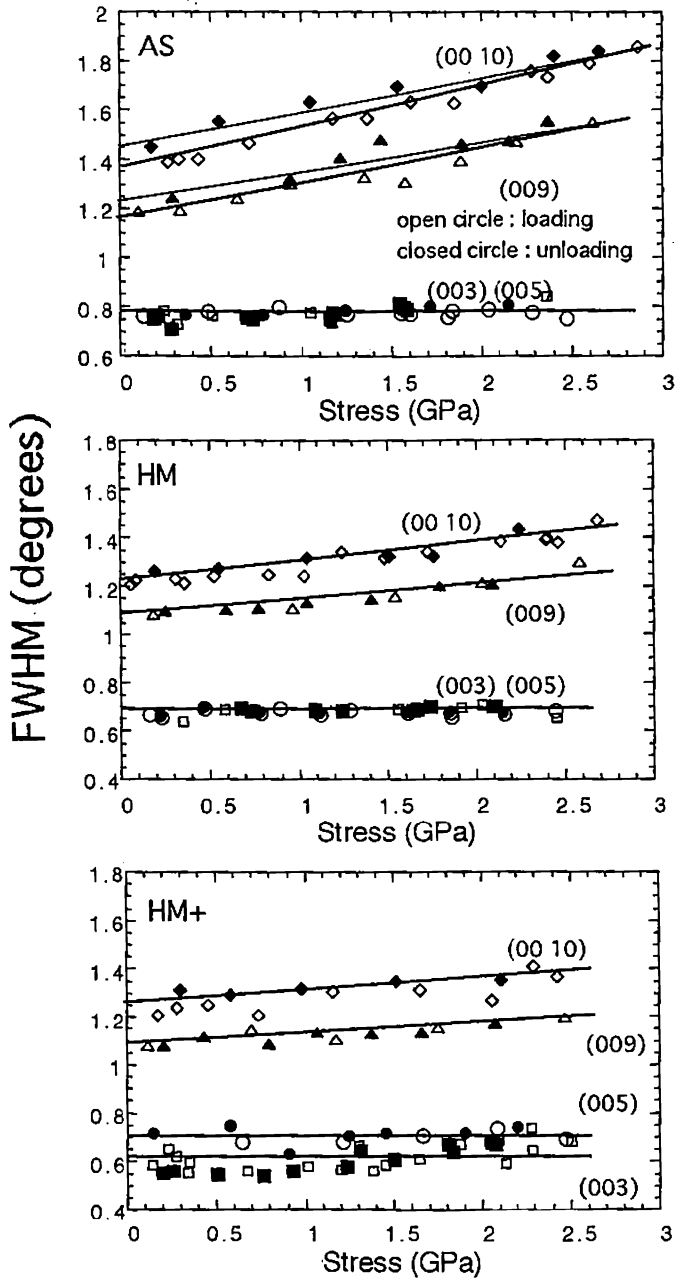 FWHM (degrees)
2
AS
(00 10)
1.8
1.6
1.4
1.2
(009)
open circle : loading
closed circle : unloading
1
(003) (005)
0.8
0.6
0 0.5 1 1.5 2 2.5 3
Stress (GPa)
1.8
HM
1.6
(00 10)
1.4
1.2
(009)
1
0.8
(003) (005)
0.6
0.4
0 0.5 1 1.5 2 2.5 3
Stress (GPa)
1.8
HM+
1.6
(00 10)
1.4
1.2
(009)
1
(005)
0.8
0.6
(003)
0.4
0 0.5 1 1.5 2 2.5 3
Stress (GPa)